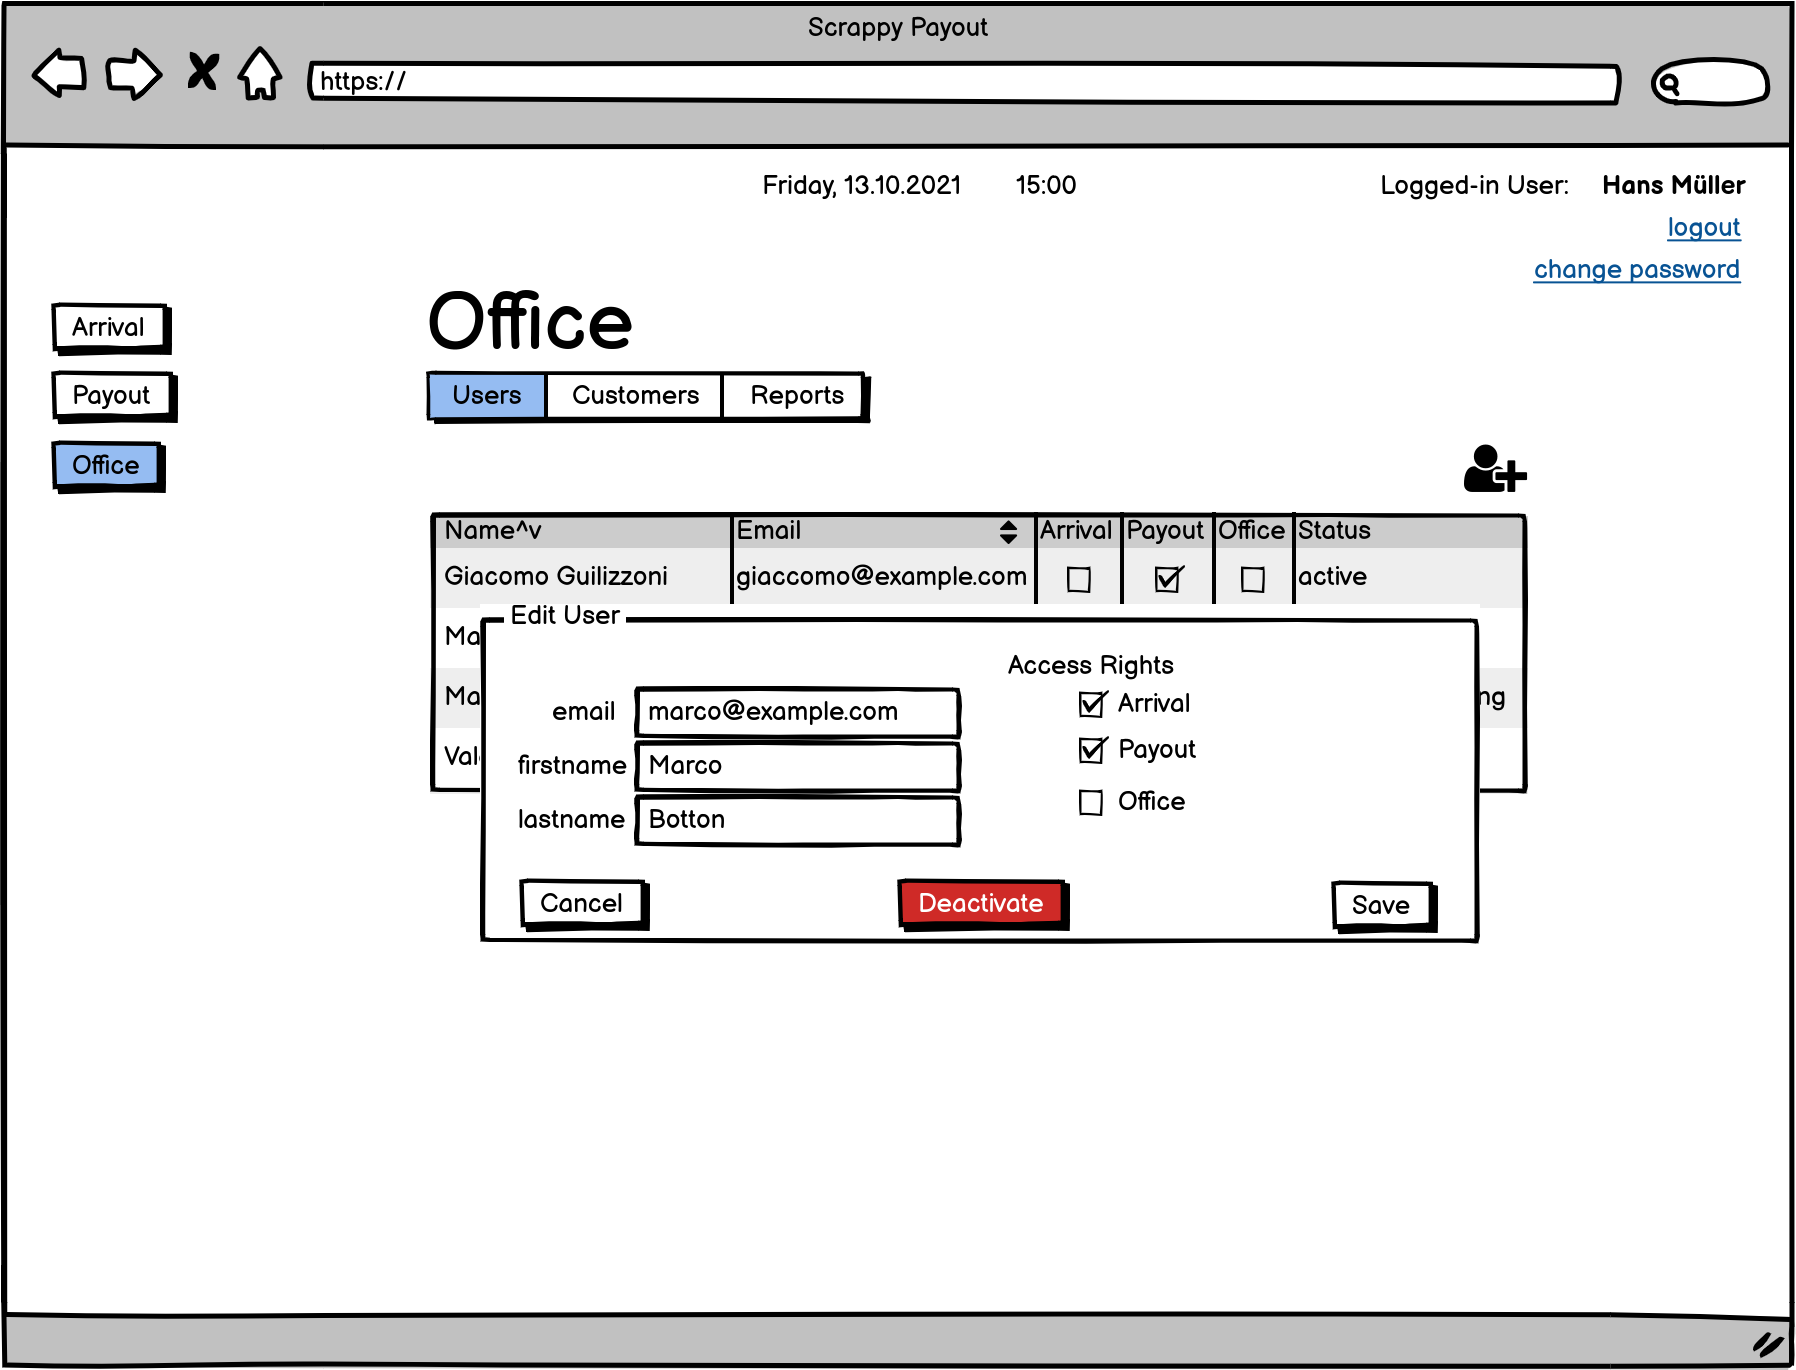 Scrappy Payout
https://
Friday, 13.10.2021 15:00 Logged-in User: Hans Müller
logout
change password
Office
Arrival
Payout
Office
Users Customers Reports
Name^v Email Arrival Payout Office Status
Giacomo Guilizzoni giaccomo@example.com active
Ma
Ma ng
Val
Edit User
Access Rights
email marco@example.com
firstname Marco
lastname Botton
Arrival
Payout
Office
Cancel Deactivate Save